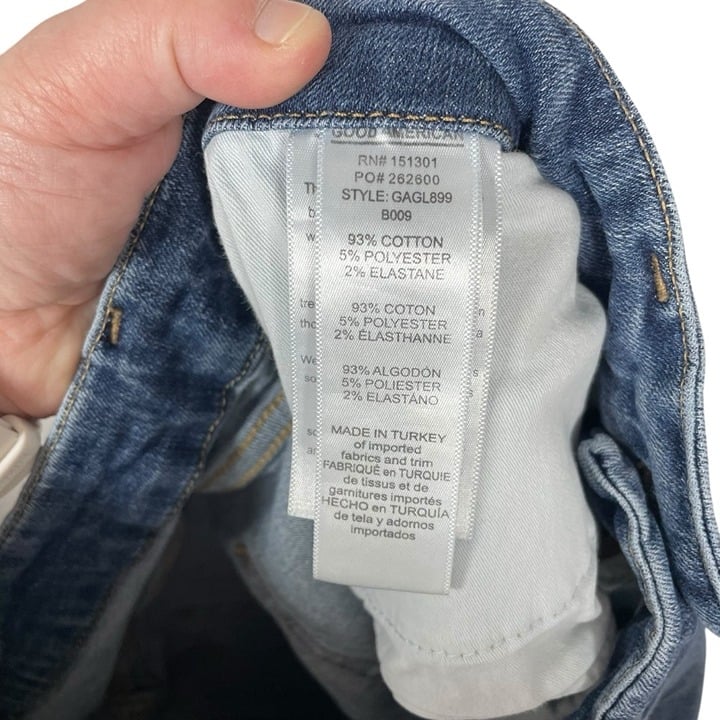 GOOD AMERICAN
RN# 151301
PO# 262600
STYLE: GAGL899
B009
93% COTTON
5% POLYESTER
2% ELASTANE
93% COTON
5% POLYESTER
2% ÉLASTHANNE
93% ALGODÓN
5% POLIESTER
2% ELASTÁNO
MADE IN TURKEY
of imported
fabrics and trim
FABRIQUÉ en TURQUIE
de tissus et de
garnitures importés
HECHO en TURQUÍA
de tela y adornos
importados